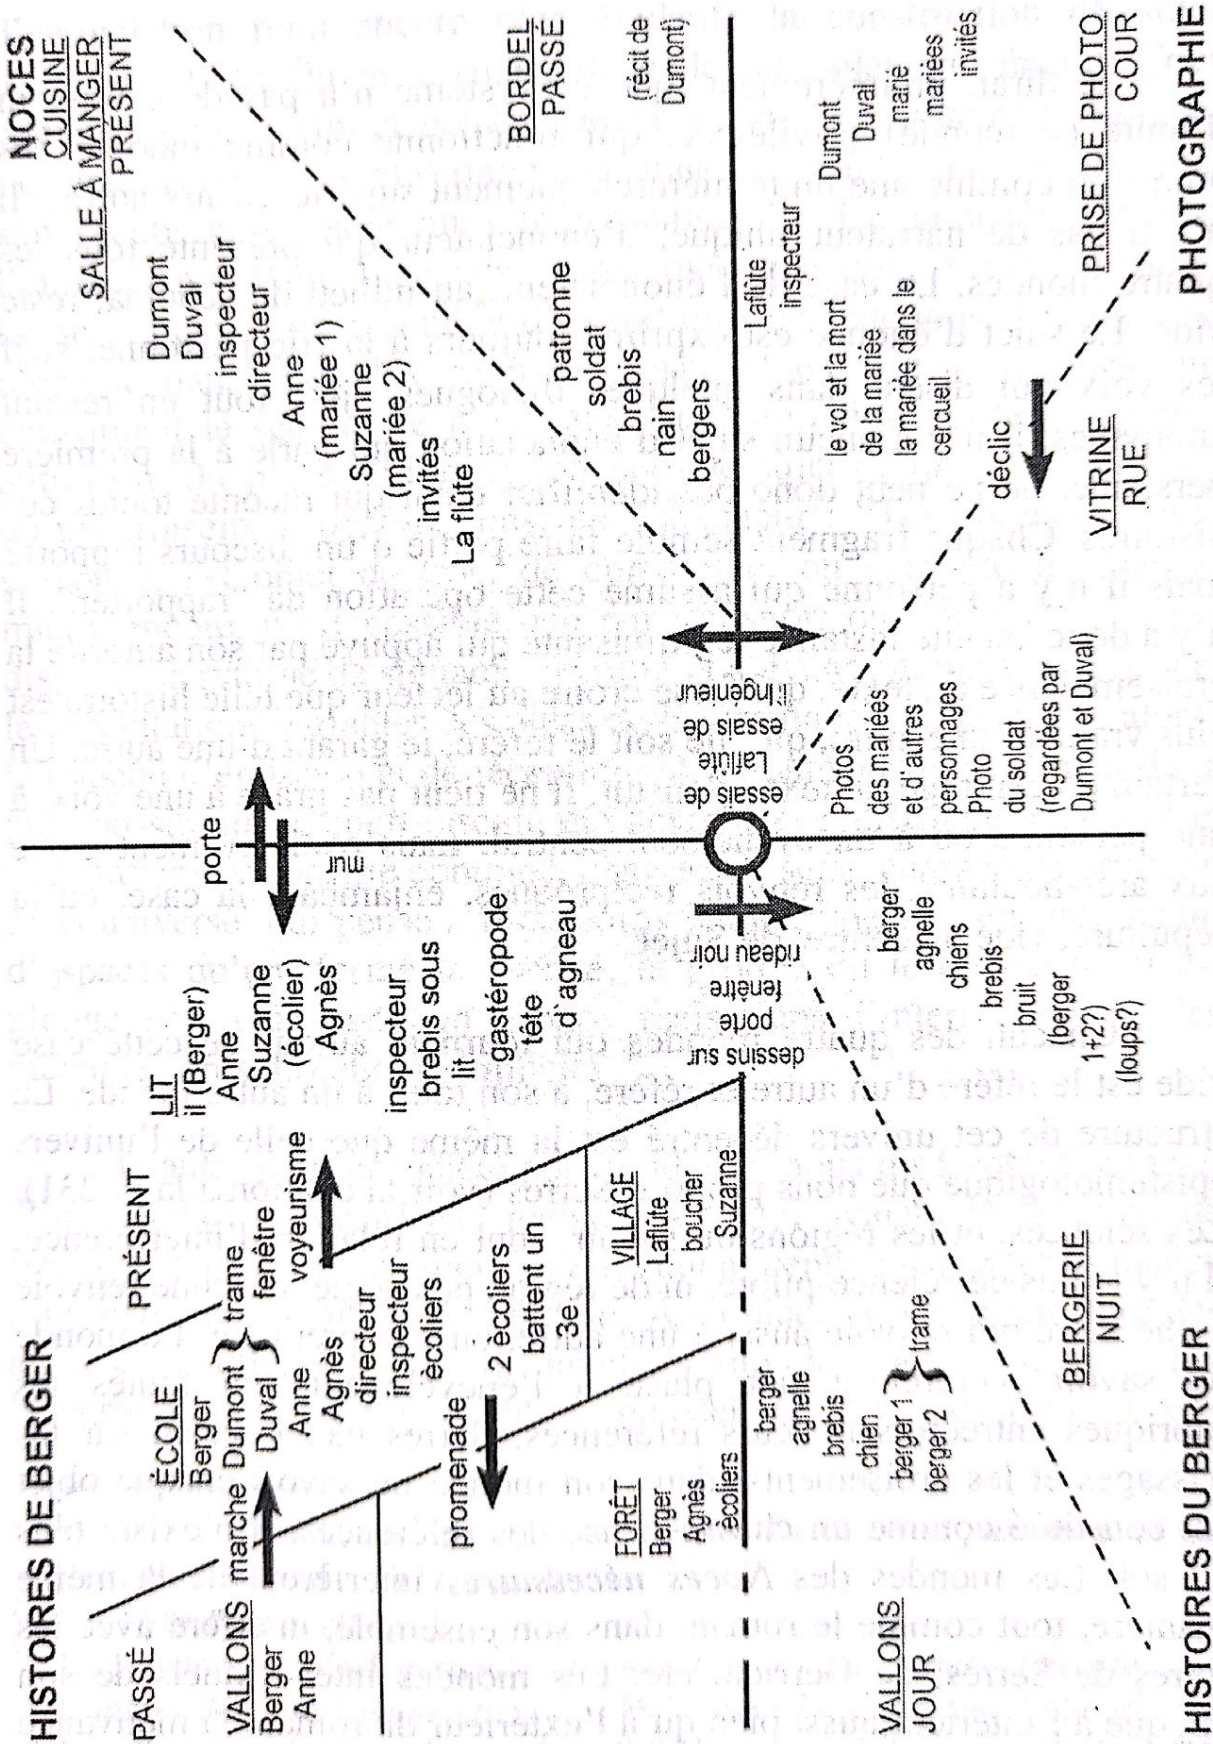 HISTOIRES DE BERGER
PASSÉ
PRÉSENT
VALLONS
Berger
Anne
marche
ÉCOLE
Berger
Dumont
Duval
trame
Anne
Agnès
directeur
inspecteur
écoliers
fenêtre
voyeurisme
promenade
2 écoliers
battent un
3e
FORÊT
Berger
Agnès
écoliers
VILLAGE
Laflûte
boucher
Suzanne
LIT
il (Berger)
Anne
Suzanne
(écolier)
Agnès
inspecteur
brebis sous
lit
gastéropode
tête
d'agneau
porte
mur
dessins sur
porte
fenêtre
rideau noir
NOCES
CUISINE
SALLE À MANGER
PRÉSENT
Dumont
Duval
inspecteur
directeur
Anne
(mariée 1)
Suzanne
(mariée 2)
invités
La flûte
BORDEL
PASSÉ
(récit de
Dumont)
patronne
soldat
brebis
nain
bergers
essais de
Laflûte
essais de
l'Ingénieur
HISTOIRES DU BERGER
VALLONS
JOUR
berger
agnelle
brebis
chien
berger 1
berger 2
trame
BERGERIE
NUIT
berger
agnelle
chiens
brebis
bruit
(berger
1+2?)
(loups?)
PHOTOGRAPHIE
VITRINE
RUE
Photos
des mariées
et d'autres
personnages
Photo
du soldat
(regardées par
Dumont et Duval)
déclic
PRISE DE PHOTO
COUR
Laflûte
inspecteur
le vol et la mort
de la mariée
la mariée dans le
cercueil
Dumont
Duval
marie
mariées
invités